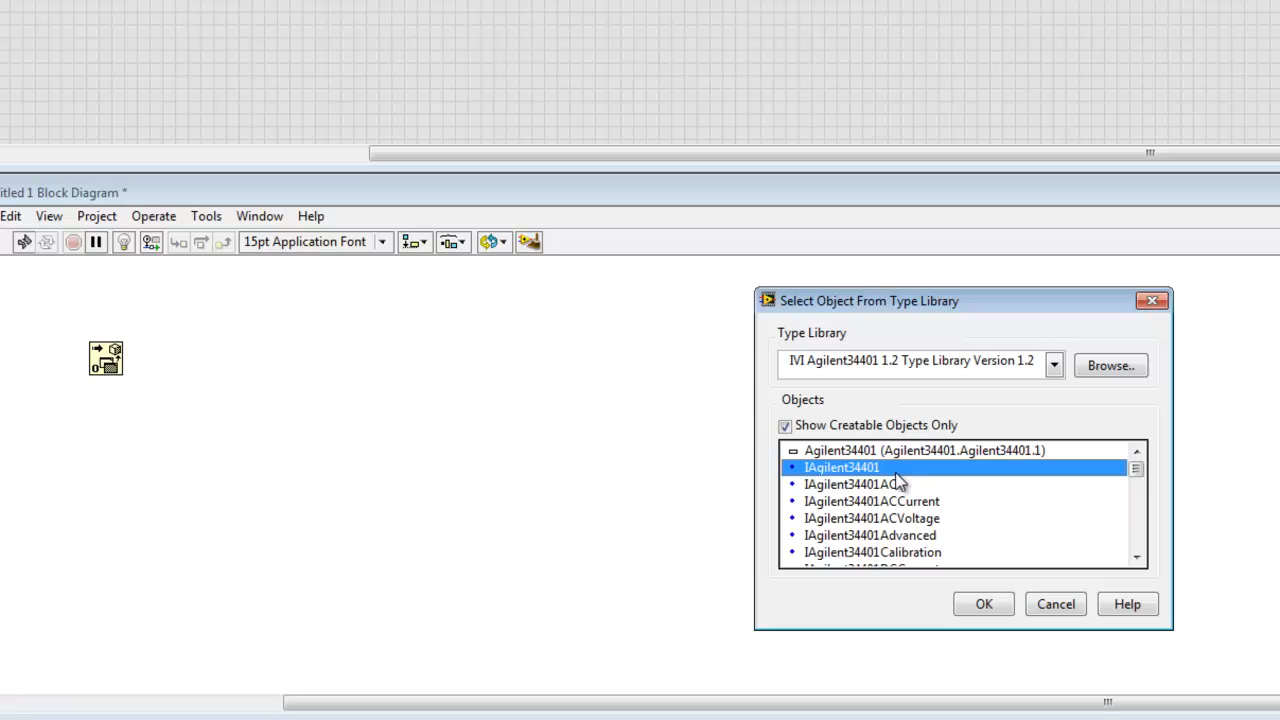 itled 1 Block Diagram *
Edit View Project Operate Tools Window Help
15pt Application Font
Select Object From Type Library
Type Library
IVI Agilent34401 1.2 Type Library Version 1.2
Browse..
Objects
Show Creatable Objects Only
Agilent34401 (Agilent34401.Agilent34401.1)
IAgilent34401
IAgilent34401AC
IAgilent34401ACCurrent
IAgilent34401ACVoltage
IAgilent34401Advanced
IAgilent34401Calibration
OK Cancel Help